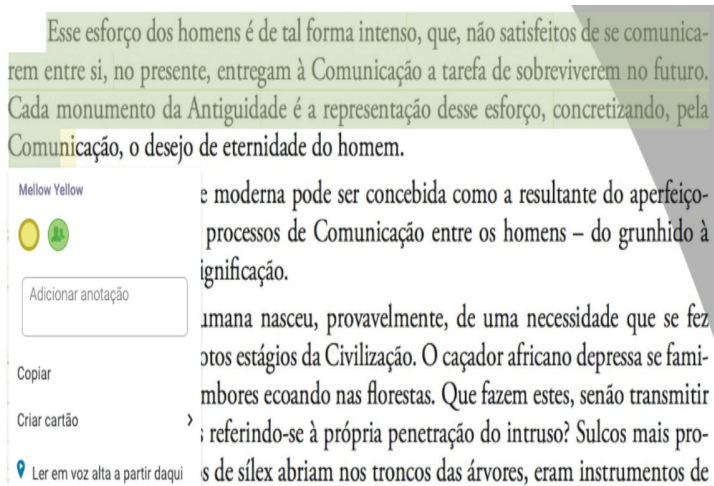 Esse esforço dos homens é de tal forma intenso, que, não satisfeitos de se comunica-
rem entre si, no presente, entregam à Comunicação a tarefa de sobreviverem no futuro.
Cada monumento da Antiguidade é a representação desse esforço, concretizando, pela
Comunicação, o desejo de eternidade do homem.
Mellow Yellow
e moderna pode ser concebida como a resultante do aperfeiço-
processos de Comunicação entre os homens – do grunhido à
ignificação.
Adicionar anotação
umana nasceu, provavelmente, de uma necessidade que se fez
otos estágios da Civilização. O caçador africano depressa se fami-
Copiar
mbores ecoando nas florestas. Que fazem estes, senão transmitir
Criar cartão
s referindo-se à própria penetração do intruso? Sulcos mais pro-
Ler em voz alta a partir daqui
s de sílex abriam nos troncos das árvores, eram instrumentos de